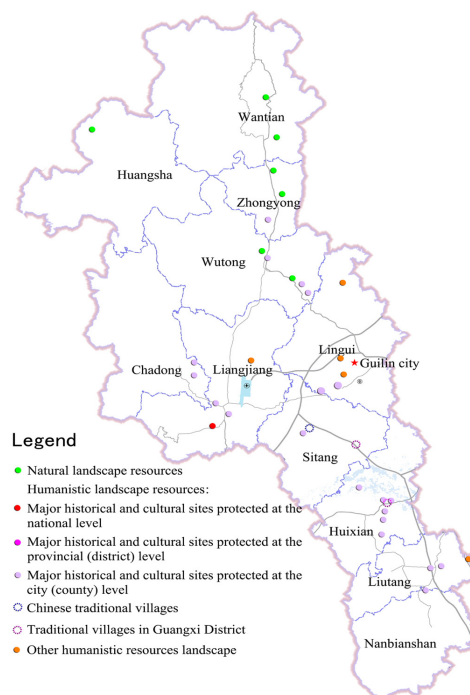 Wantian
Huangsha
Zhongyong
Wutong
Lingui
Guilin city
Chadong
Liangjiang
Sitang
Huixian
Liutang
Nanbianshan
Legend
Natural landscape resources
Humanistic landscape resources:
Major historical and cultural sites protected at the
national level
Major historical and cultural sites protected at the
provincial (district) level
Major historical and cultural sites protected at the
city (county) level
Chinese traditional villages
Traditional villages in Guangxi District
Other humanistic resources landscape